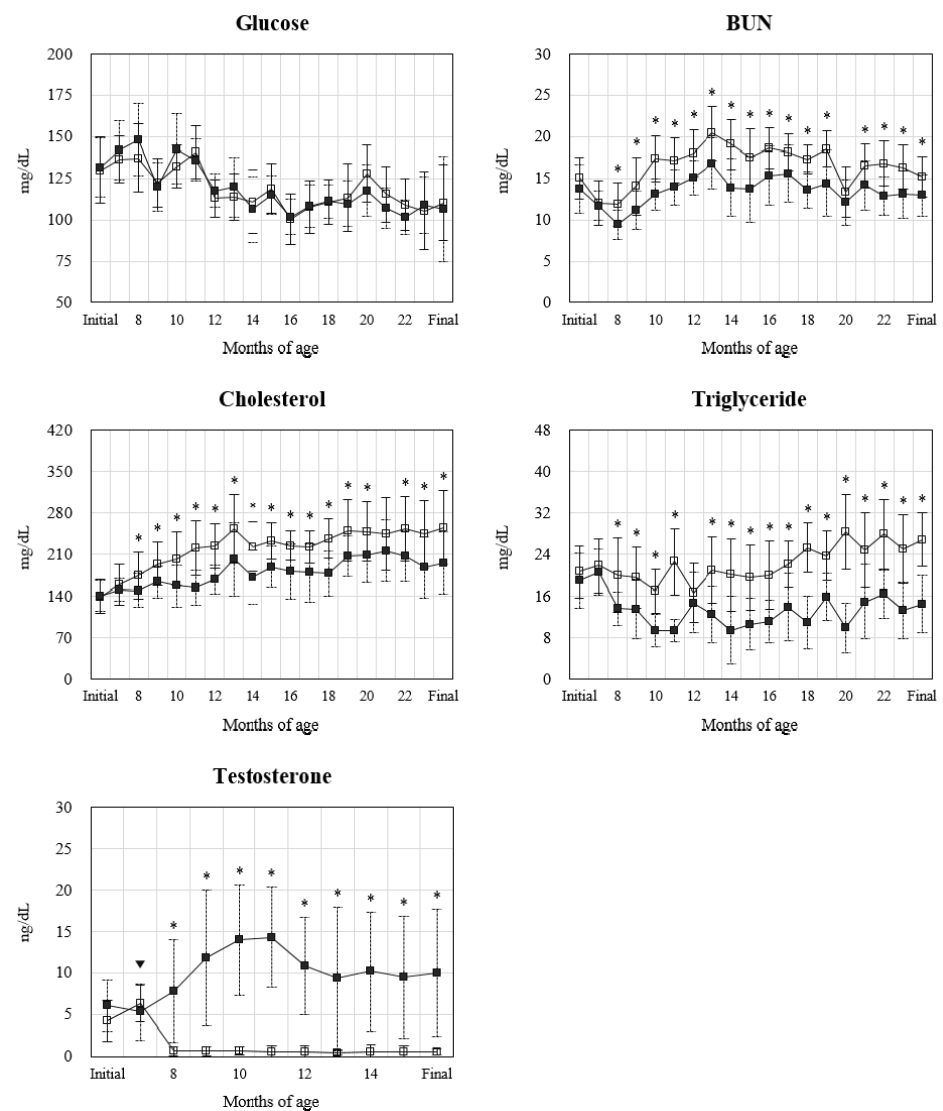 Glucose
200
175
150
125
100
75
50
mg/dL
Initial 8 10 12 14 16 18 20 22 Final
Months of age
BUN
30
25
20
15
10
5
0
mg/dL
* * * * * * * * * * * * * * * *
Initial 8 10 12 14 16 18 20 22 Final
Months of age
Cholesterol
420
350
280
210
140
70
0
mg/dL
* * * * * * * * * * * * * * * *
Initial 8 10 12 14 16 18 20 22 Final
Months of age
Triglyceride
48
40
32
24
16
8
0
mg/dL
* * * * * * * * * * * * * * * *
Initial 8 10 12 14 16 18 20 22 Final
Months of age
Testosterone
30
25
20
15
10
5
0
ng/dL
* * * * * * * * *
Initial 8 10 12 14 Final
Months of age